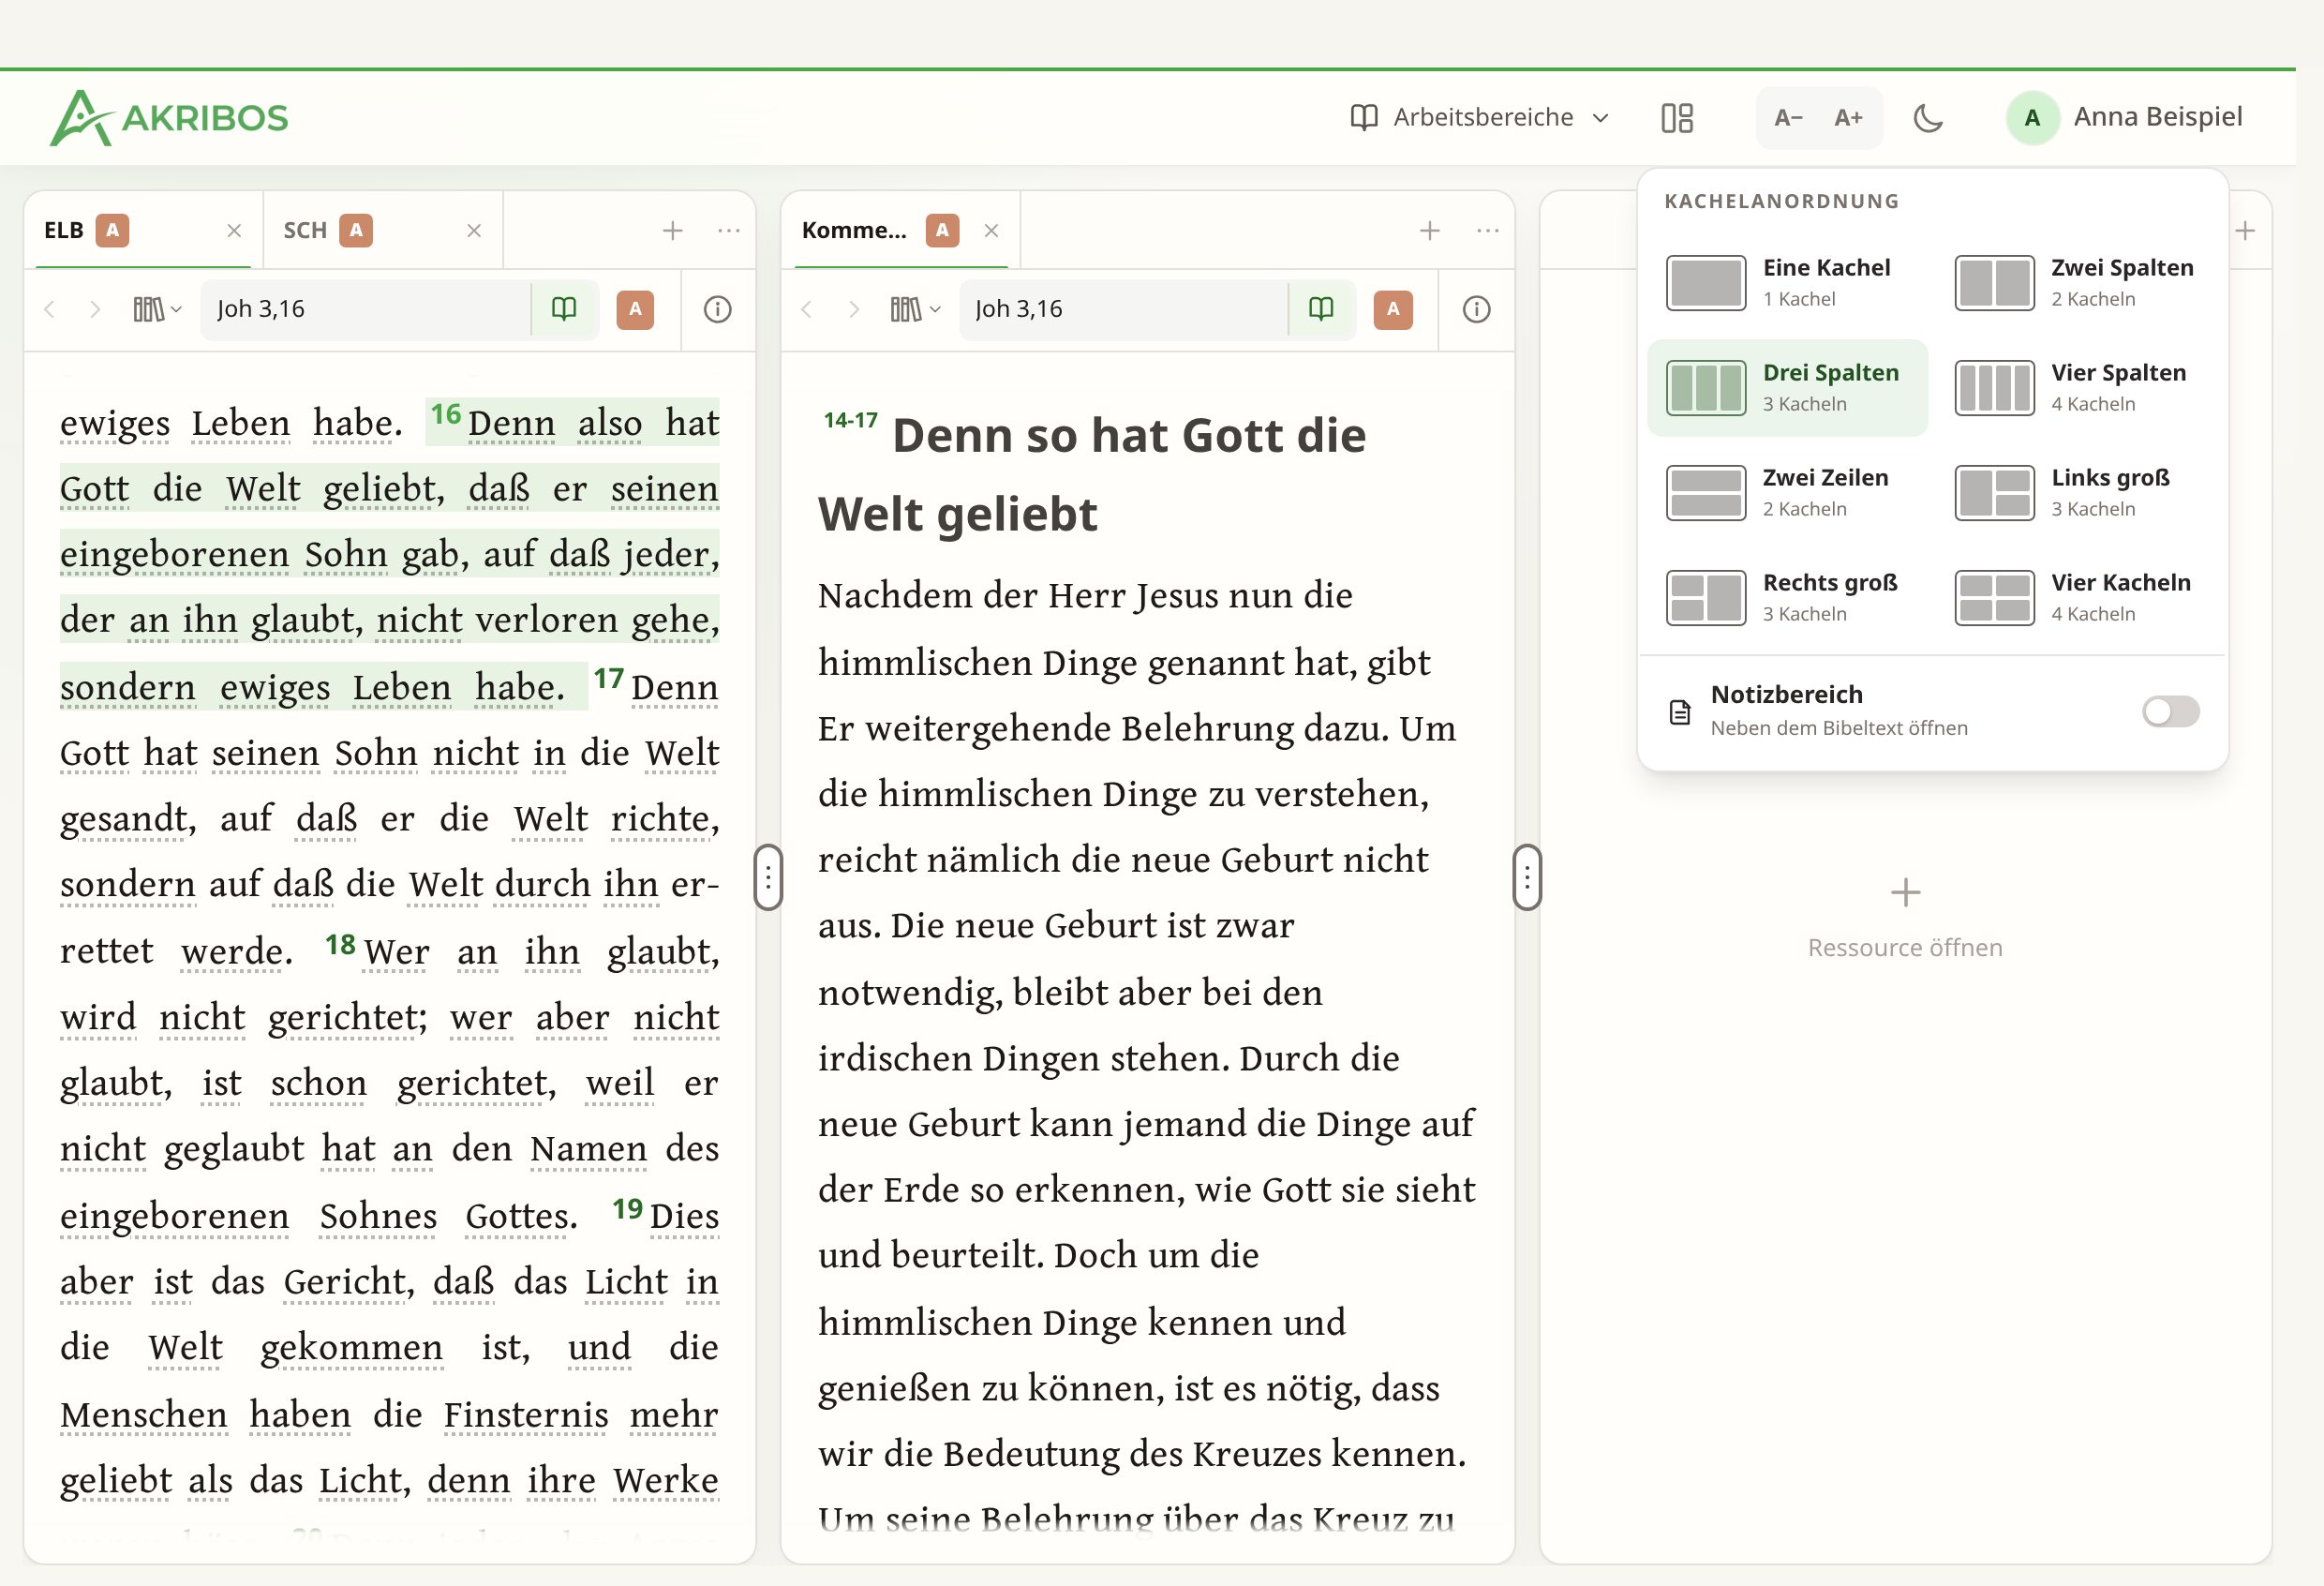 AKRIBOS
Arbeitsbereiche
A− A+
A Anna Beispiel
ELB A
SCH A
Joh 3,16
A
ewiges Leben habe. 16 Denn also hat
Gott die Welt geliebt, daß er seinen
eingeborenen Sohn gab, auf daß jeder,
der an ihn glaubt, nicht verloren gehe,
sondern ewiges Leben habe. 17 Denn
Gott hat seinen Sohn nicht in die Welt
gesandt, auf daß er die Welt richte,
sondern auf daß die Welt durch ihn er-
rettet werde. 18 Wer an ihn glaubt,
wird nicht gerichtet; wer aber nicht
glaubt, ist schon gerichtet, weil er
nicht geglaubt hat an den Namen des
eingeborenen Sohnes Gottes. 19 Dies
aber ist das Gericht, daß das Licht in
die Welt gekommen ist, und die
Menschen haben die Finsternis mehr
geliebt als das Licht, denn ihre Werke
Komme... A
Joh 3,16
A
14-17 Denn so hat Gott die
Welt geliebt
Nachdem der Herr Jesus nun die
himmlischen Dinge genannt hat, gibt
Er weitergehende Belehrung dazu. Um
die himmlischen Dinge zu verstehen,
reicht nämlich die neue Geburt nicht
aus. Die neue Geburt ist zwar
notwendig, bleibt aber bei den
irdischen Dingen stehen. Durch die
neue Geburt kann jemand die Dinge auf
der Erde so erkennen, wie Gott sie sieht
und beurteilt. Doch um die
himmlischen Dinge kennen und
genießen zu können, ist es nötig, dass
wir die Bedeutung des Kreuzes kennen.
Um seine Belehrung über das Kreuz zu
KACHELANORDNUNG
Eine Kachel
1 Kachel
Zwei Spalten
2 Kacheln
Drei Spalten
3 Kacheln
Vier Spalten
4 Kacheln
Zwei Zeilen
2 Kacheln
Links groß
3 Kacheln
Rechts groß
3 Kacheln
Vier Kacheln
4 Kacheln
Notizbereich
Neben dem Bibeltext öffnen
Ressource öffnen